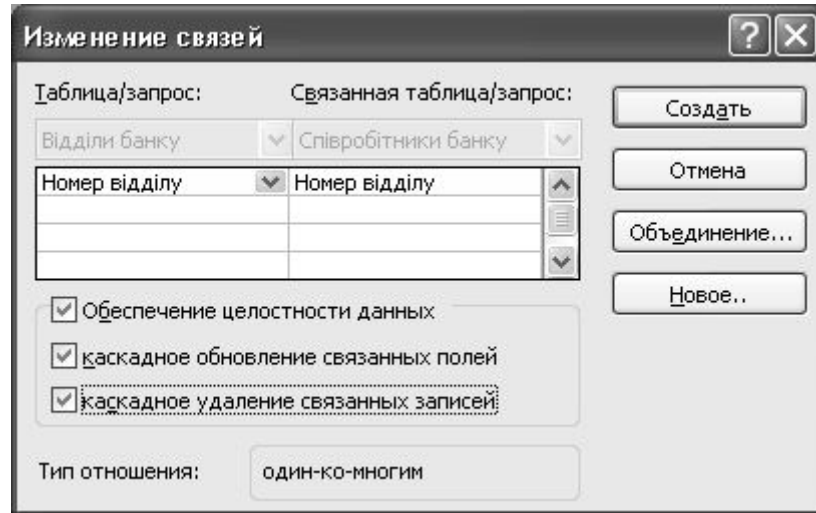 Изменение связей
Таблица/запрос: Связанная таблица/запрос:
Відділи банку Співробітники банку
Номер відділу Номер відділу
Обеспечение целостности данных
каскадное обновление связанных полей
каскадное удаление связанных записей
Тип отношения: один-ко-многим
Создать
Отмена
Объединение...
Новое..